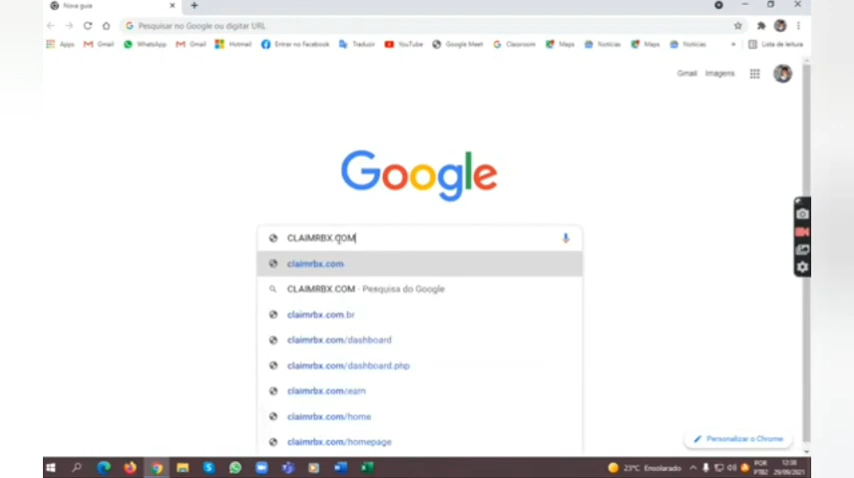 Nova guia
Pesquisar no Google ou digitar URL
Apps Gmail WhatsApp Gmail Hotmail Entrar no Facebook Traduzir YouTube Google Meet Classroom Maps Notícias Maps Notícias » Lista de leitura
Gmail Imagens
Google
CLAIMRBX.COM
claimrbx.com
CLAIMRBX.COM - Pesquisa do Google
claimrbx.com.br
claimrbx.com/dashboard
claimrbx.com/dashboard.php
claimrbx.com/earn
claimrbx.com/home
claimrbx.com/homepage
Personalizar o Chrome
23°C Ensolarado
POR
PTB2
12:38
29/09/2021